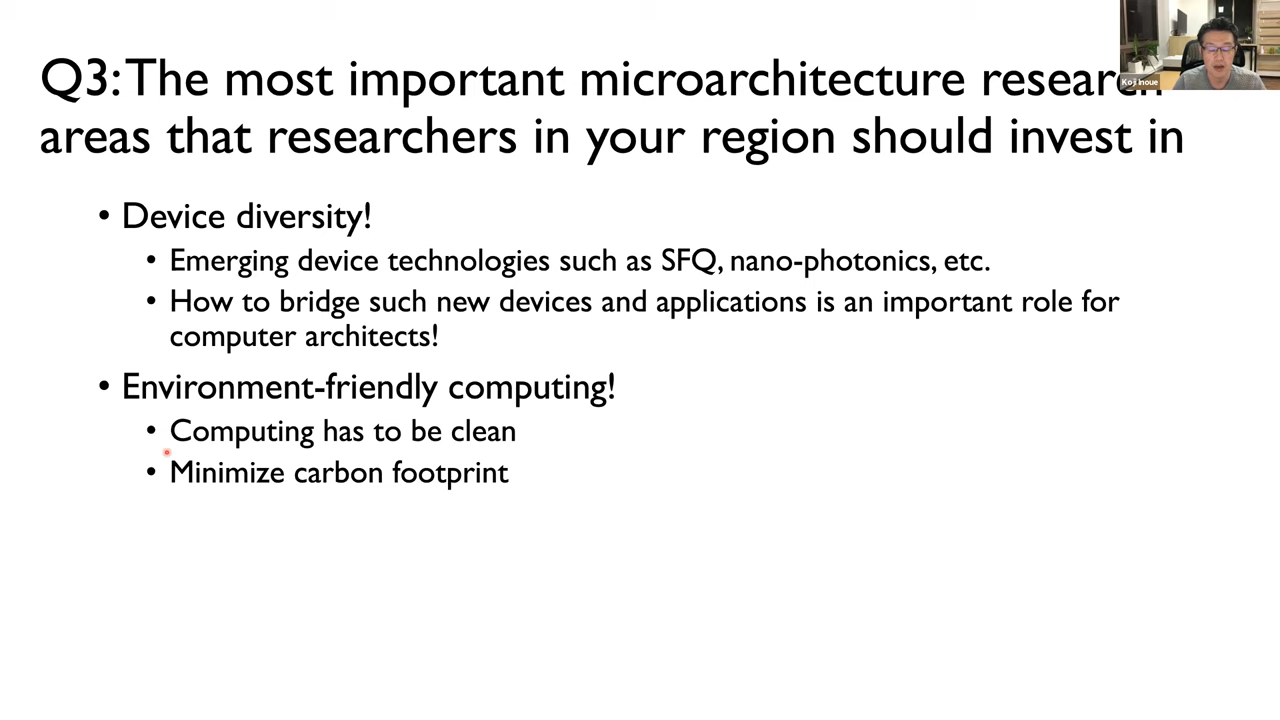 Q3: The most important microarchitecture research
areas that researchers in your region should invest in
Koji Inoue
• Device diversity!
• Emerging device technologies such as SFQ, nano-photonics, etc.
• How to bridge such new devices and applications is an important role for
computer architects!
• Environment-friendly computing!
• Computing has to be clean
• Minimize carbon footprint